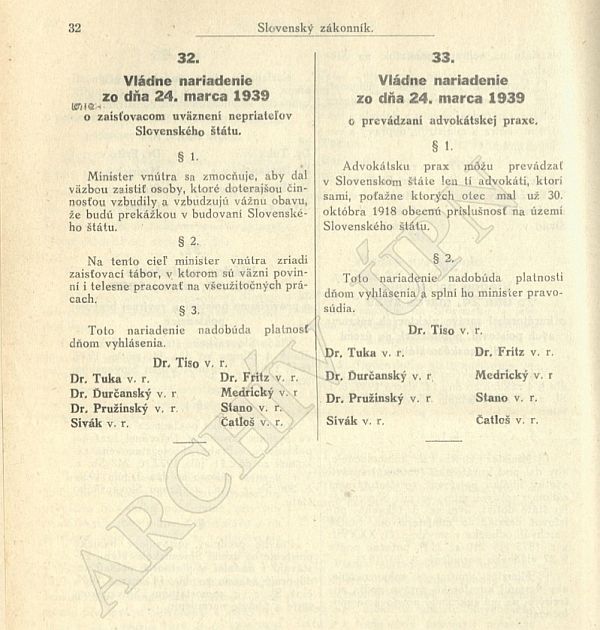 32
Slovenský zákonník.
32.
Vládne nariadenie
zo dňa 24. marca 1939
o zaisťovacom uväznení nepriateľov
Slovenského štátu.
§ 1.
Minister vnútra sa zmocňuje, aby dal
väzbou zaistiť osoby, ktoré doterajšou čin-
nosťou vzbudily a vzbudzujú vážnu obavu,
že budú prekážkou v budovaní Slovenské-
ho štátu.
§ 2.
Na tento cieľ minister vnútra zriadi
zaisťovací tábor, v ktorom sú väzni povin-
ní i telesne pracovať na všeužitočných prá-
cach.
§ 3.
Toto nariadenie nadobúda platnosť
dňom vyhlásenia.
Dr. Tiso v. r.
Dr. Tuka v. r. Dr. Fritz v. r.
Dr. Ďurčanský v. r Medrický v. r
Dr. Pružinský v. r Stano v. r.
Sivák v. r. Čatloš v. r.
33.
Vládne nariadenie
zo dňa 24. marca 1939
o prevádzaní advokátskej praxe.
§ 1.
Advokátsku prax môžu prevádzať
v Slovenskom štáte len tí advokáti, ktorí
sami, poťažne ktorých otec mal už 30.
októbra 1918 obecnú príslušnosť na území
Slovenského štátu.
§ 2.
Toto nariadenie nadobúda platnosti
dňom vyhlásenia a splní ho minister pravo-
súdia.
Dr. Tiso v. r.
Dr. Tuka v. r. Dr. Fritz v. r.
Dr. Ďurčanský v. r Medrický v. r
Dr. Pružinský v. r. Stano v. r.
Sivák v. r. Čatloš v. r.
ARCHÍV ÚPN